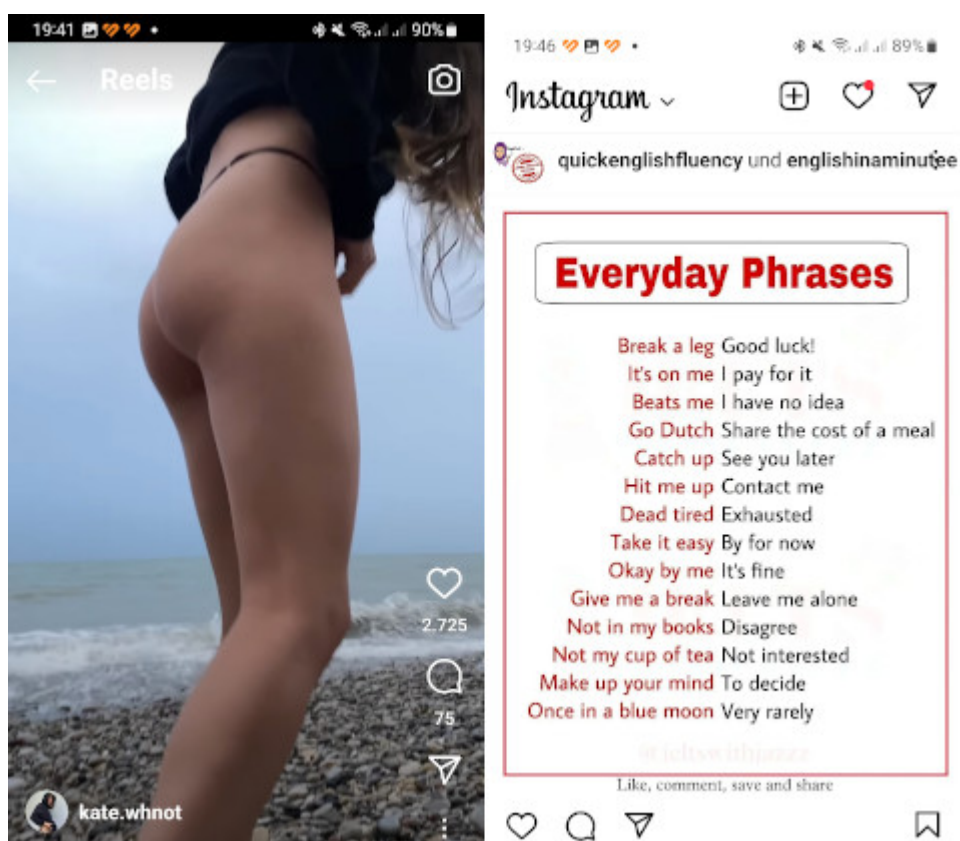 19:41
90%
Reels
2.725
75
kate.whnot
19:46
89%
Instagram
quickenglishfluency und englishinaminutee
Everyday Phrases
Break a leg Good luck!
It's on me I pay for it
Beats me I have no idea
Go Dutch Share the cost of a meal
Catch up See you later
Hit me up Contact me
Dead tired Exhausted
Take it easy By for now
Okay by me It's fine
Give me a break Leave me alone
Not in my books Disagree
Not my cup of tea Not interested
Make up your mind To decide
Once in a blue moon Very rarely
Like, comment, save and share